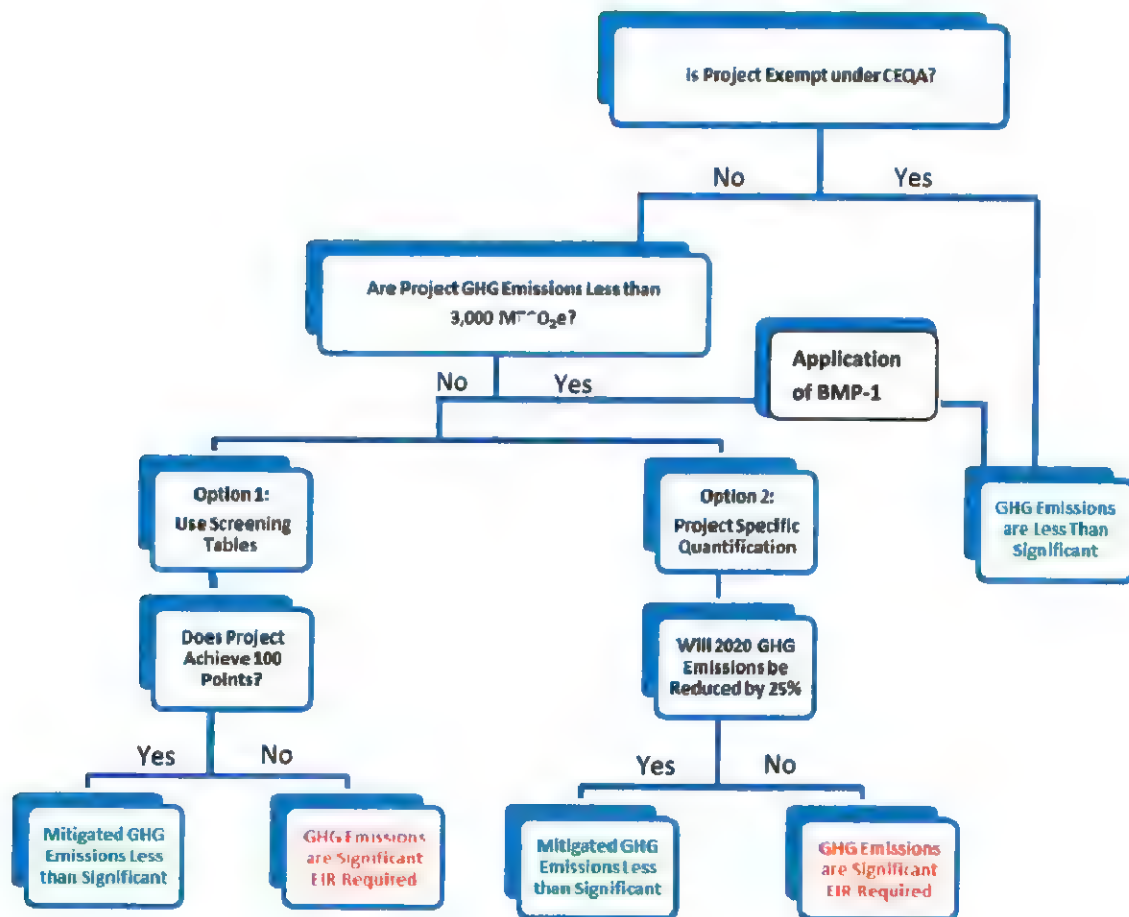 Is Project Exempt under CEQA?
No
Yes
Are Project GHG Emissions Less than
3,000 O₂e?
No
Yes
Application
of BMP-1
Option 1:
Use Screening
Tables
Option 2:
Project Specific
Quantification
GHG Emissions
are Less Than
Significant
Does Project
Achieve 100
Points?
Will 2020 GHG
Emissions be
Reduced by 25%
Yes
No
Yes
No
Mitigated GHG
Emissions Less
than Significant
GHG Emissions
are Significant
EIR Required
Mitigated GHG
Emissions Less
than Significant
GHG Emissions
are Significant
EIR Required